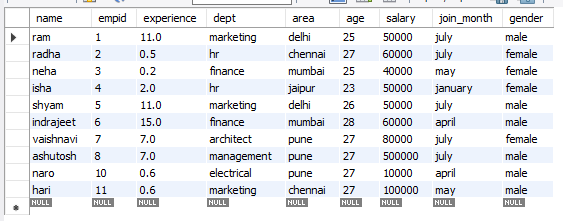 name empid experience dept area age salary join_month gender
ram 1 11.0 marketing delhi 25 50000 july male
radha 2 0.5 hr chennai 27 60000 july female
neha 3 0.2 finance mumbai 25 40000 may female
isha 4 2.0 hr jaipur 23 50000 january female
shyam 5 11.0 marketing delhi 26 50000 july male
indrajeet 6 15.0 finance mumbai 28 60000 april male
vaishnavi 7 7.0 architect pune 27 80000 july female
ashutosh 8 7.0 management pune 27 500000 july male
naro 10 0.6 electrical pune 27 10000 april male
hari 11 0.6 marketing chennai 27 100000 may male
NULL NULL NULL NULL NULL NULL NULL NULL NULL